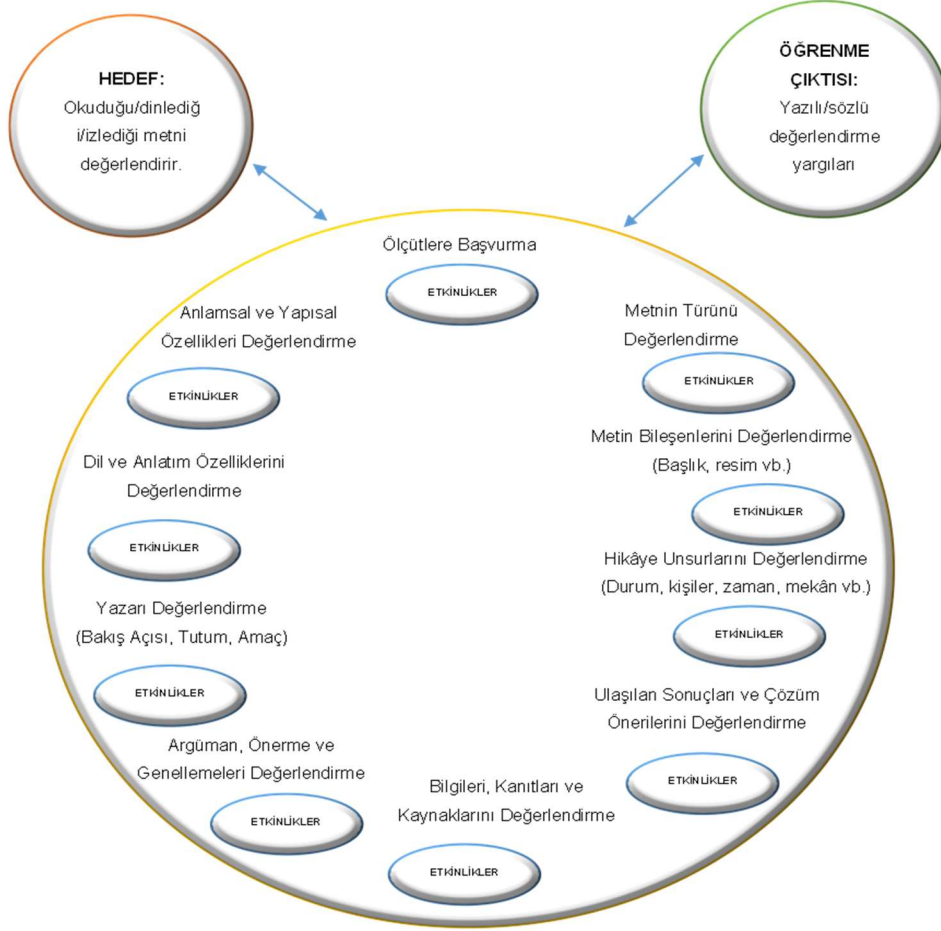 HEDEF:
Okuduğu/dinlediğ
i/izlediği metni
değerlendirir.
ÖĞRENME
ÇIKTISI:
Yazılı/sözlü
değerlendirme
yargıları
Ölçütlere Başvurma
ETKİNLİKLER
Anlamsal ve Yapısal
Özellikleri Değerlendirme
ETKİNLİKLER
Metnin Türünü
Değerlendirme
ETKİNLİKLER
Dil ve Anlatım Özelliklerini
Değerlendirme
ETKİNLİKLER
Metin Bileşenlerini Değerlendirme
(Başlık, resim vb.)
ETKİNLİKLER
Yazarı Değerlendirme
(Bakış Açısı, Tutum, Amaç)
ETKİNLİKLER
Hikâye Unsurlarını Değerlendirme
(Durum, kişiler, zaman, mekân vb.)
ETKİNLİKLER
Argüman, Önerme ve
Genellemeleri Değerlendirme
ETKİNLİKLER
Ulaşılan Sonuçları ve Çözüm
Önerilerini Değerlendirme
ETKİNLİKLER
Bilgileri, Kanıtları ve
Kaynaklarını Değerlendirme
ETKİNLİKLER